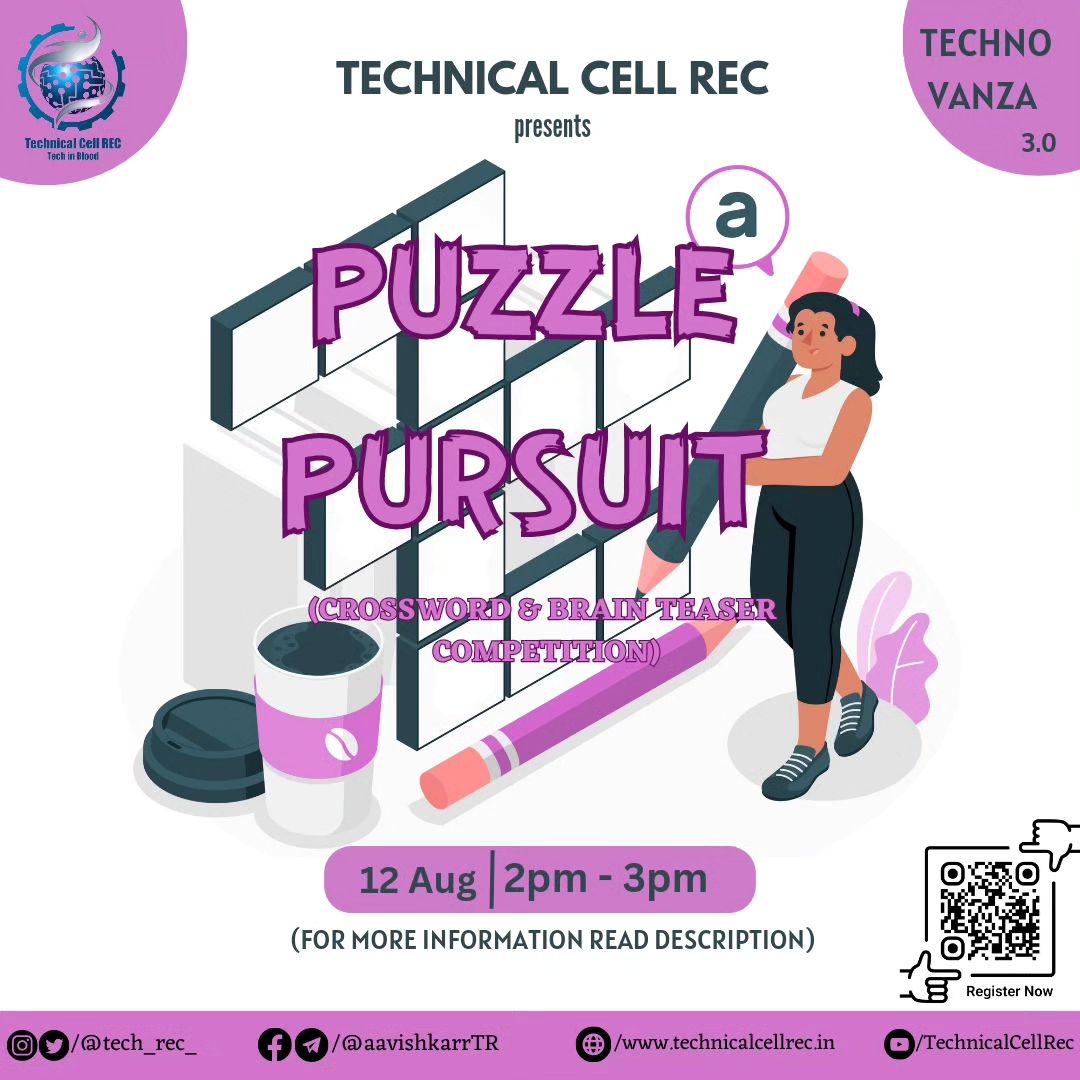 Technical Cell REC
Tech in Blood
TECHNICAL CELL REC
presents
TECHNO
VANZA
3.0
a
PUZZLE
PURSUIT
(CROSSWORD & BRAIN TEASER
COMPETITION)
12 Aug | 2pm - 3pm
(FOR MORE INFORMATION READ DESCRIPTION)
Register Now
/@tech_rec_
/@aavishkarrTR
/www.technicalcellrec.in
/TechnicalCellRec